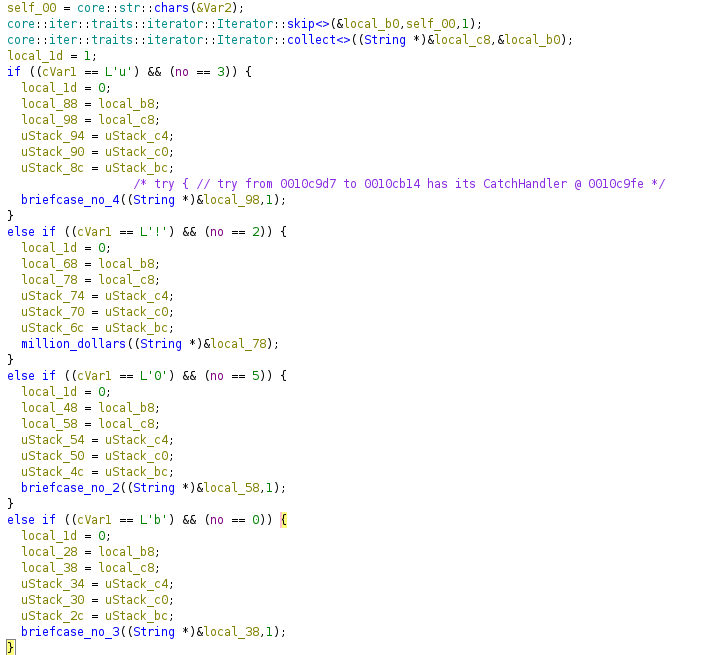 self_00 = core::str::chars(&Var2);
core::iter::traits::iterator::Iterator::skip<>(&local_b0,self_00,1);
core::iter::traits::iterator::Iterator::collect<>((String *)&local_c8,&local_b0);
local_1d = 1;
if ((cVar1 == L'u') && (no == 3)) {
local_1d = 0;
local_88 = local_b8;
local_98 = local_c8;
uStack_94 = uStack_c4;
uStack_90 = uStack_c0;
uStack_8c = uStack_bc;
/* try { // try from 0010c9d7 to 0010cb14 has its CatchHandler @ 0010c9fe */
briefcase_no_4((String *)&local_98,1);
}
else if ((cVar1 == L'!') && (no == 2)) {
local_1d = 0;
local_68 = local_b8;
local_78 = local_c8;
uStack_74 = uStack_c4;
uStack_70 = uStack_c0;
uStack_6c = uStack_bc;
million_dollars((String *)&local_78);
}
else if ((cVar1 == L'0') && (no == 5)) {
local_1d = 0;
local_48 = local_b8;
local_58 = local_c8;
uStack_54 = uStack_c4;
uStack_50 = uStack_c0;
uStack_4c = uStack_bc;
briefcase_no_2((String *)&local_58,1);
}
else if ((cVar1 == L'b') && (no == 0)) {
local_1d = 0;
local_28 = local_b8;
local_38 = local_c8;
uStack_34 = uStack_c4;
uStack_30 = uStack_c0;
uStack_2c = uStack_bc;
briefcase_no_3((String *)&local_38,1);
}